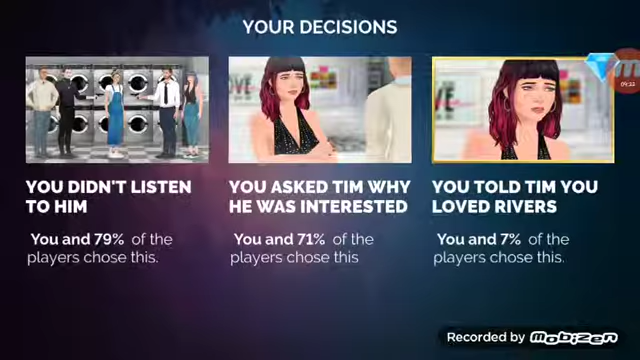 YOUR DECISIONS
09:22
YOU DIDN'T LISTEN
TO HIM
You and 79% of the
players chose this.
YOU ASKED TIM WHY
HE WAS INTERESTED
You and 71% of the
players chose this
YOU TOLD TIM YOU
LOVED RIVERS
You and 7% of the
players chose this.
Recorded by mobizen